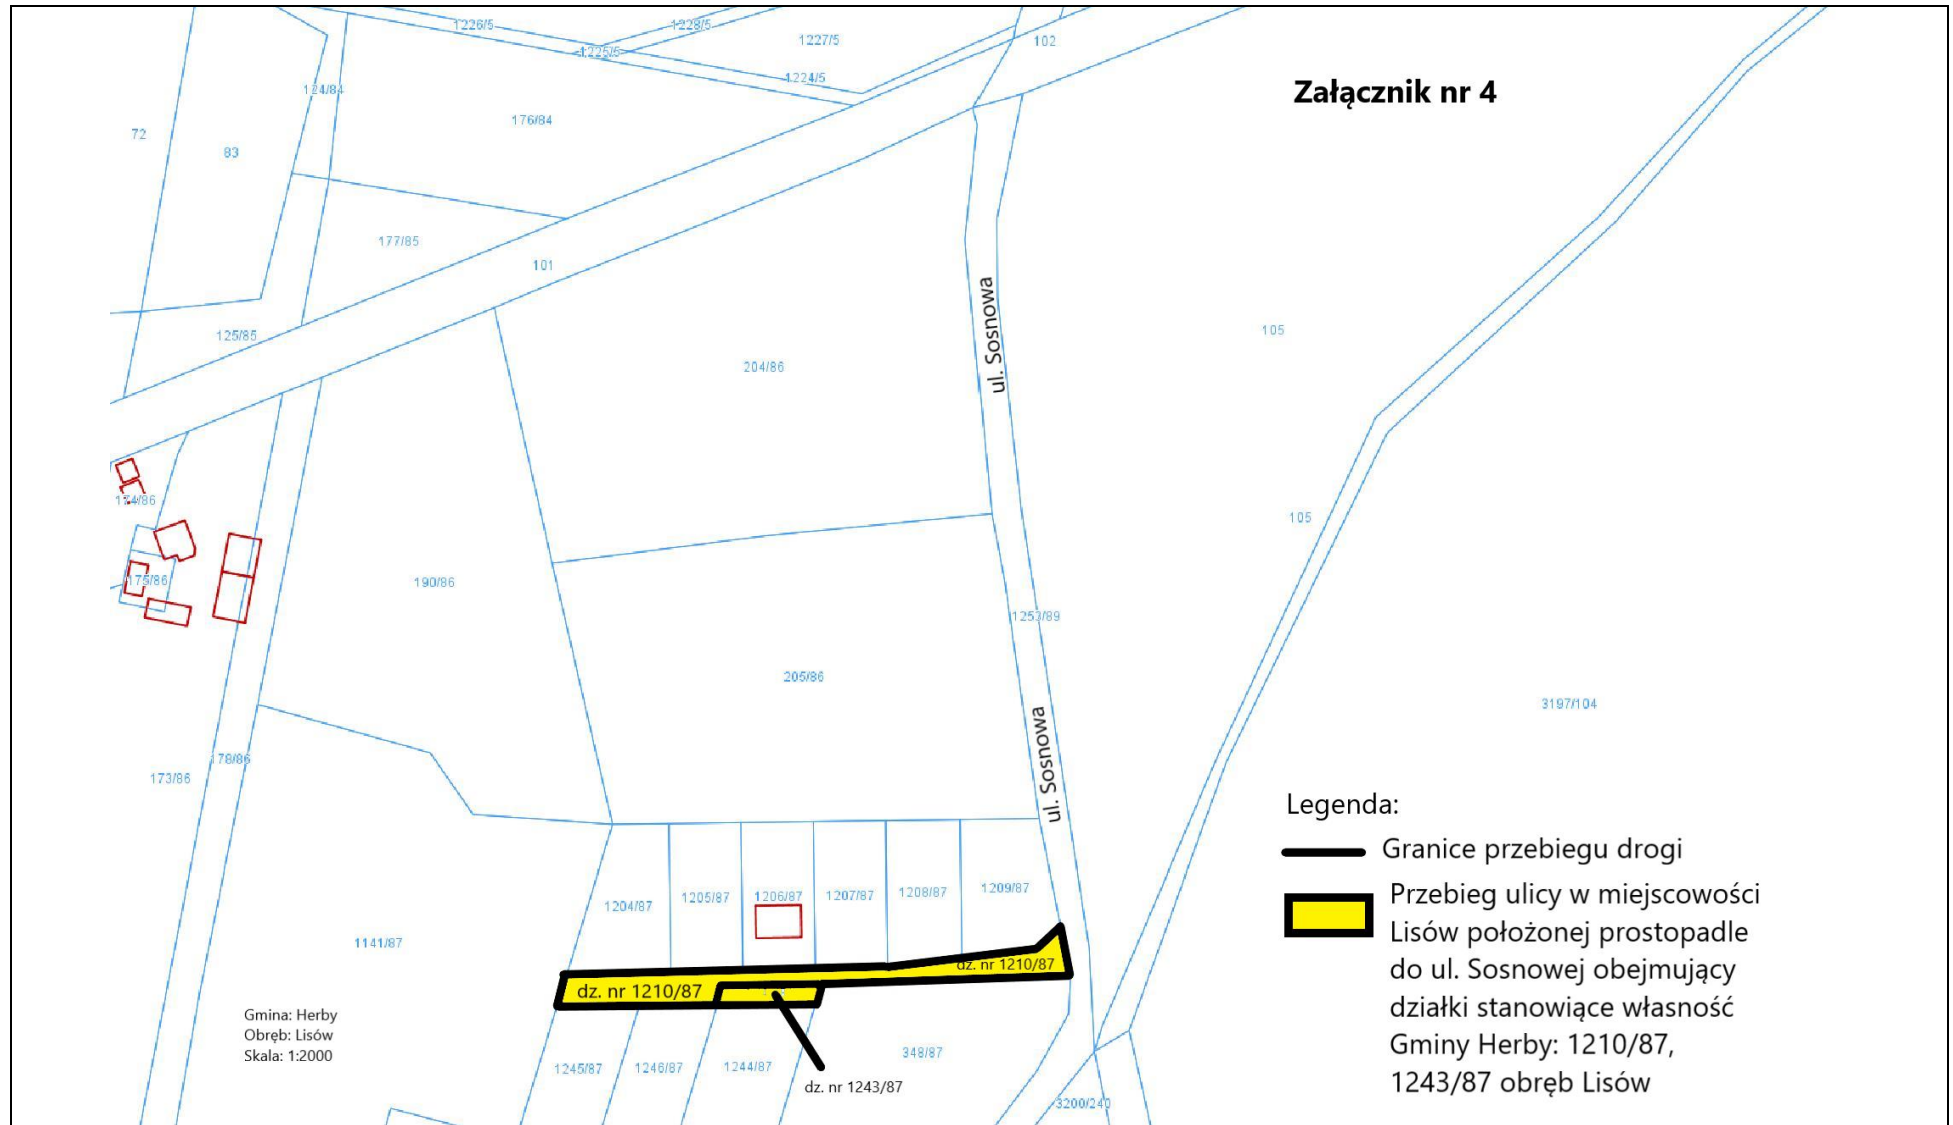 1226/5
1228/5
1225/5
1227/5
102
1224/5
Załącznik nr 4
124/84
176/84
72
83
177/85
101
125/85
ul. Sosnowa
105
204/86
174/86
105
175/86
190/86
1253/89
205/86
3197/104
ul. Sosnowa
178/86
173/86
Legenda:
Granice przebiegu drogi
Przebieg ulicy w miejscowości
Lisów położonej prostopadle
do ul. Sosnowej obejmujący
działki stanowiące własność
Gminy Herby: 1210/87,
1243/87 obręb Lisów
1204/87
1205/87
1206/87
1207/87
1208/87
1209/87
1141/87
dz. nr 1210/87
dz. nr 1210/87
Gmina: Herby
Obręb: Lisów
Skala: 1:2000
1245/87
1246/87
1244/87
348/87
dz. nr 1243/87
3200/240